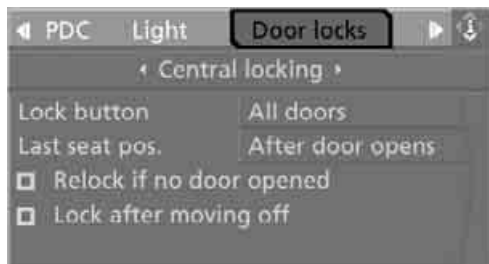 PDC Light Door locks
Central locking
Lock button All doors
Last seat pos. After door opens
Relock if no door opened
Lock after moving off